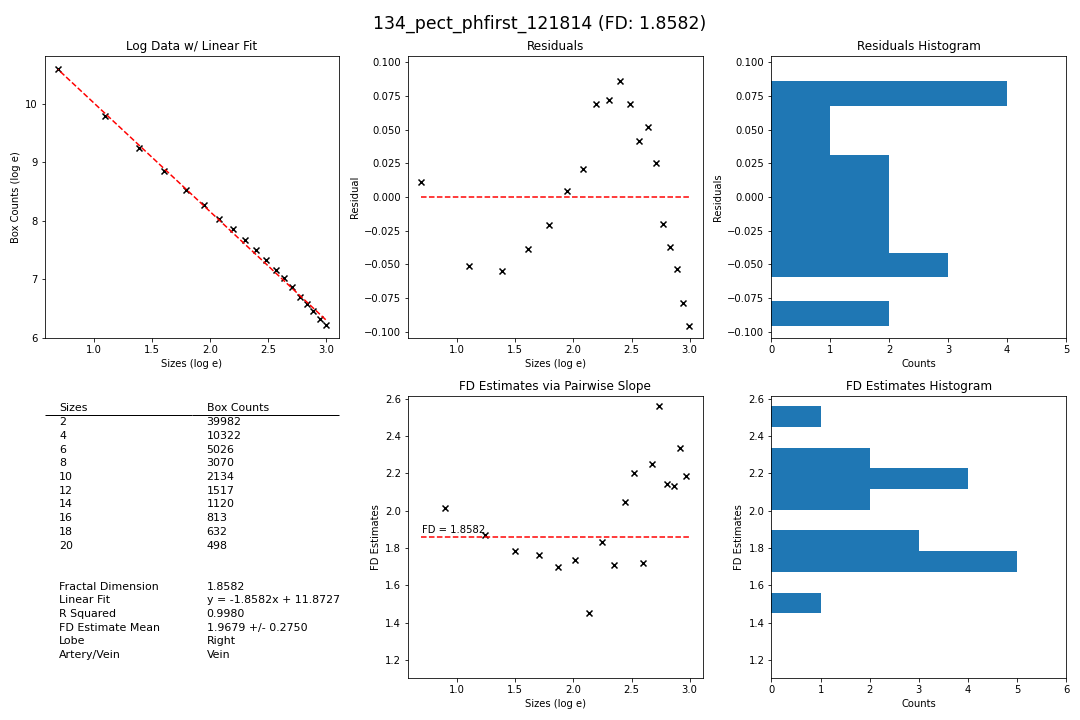 134_pect_phfirst_121814 (FD: 1.8582)
Log Data w/ Linear Fit
Box Counts (log e)
10
9
8
7
6
1.0 1.5 2.0 2.5 3.0
Sizes (log e)
Residuals
Residual
0.100
0.075
0.050
0.025
0.000
−0.025
−0.050
−0.075
−0.100
1.0 1.5 2.0 2.5 3.0
Sizes (log e)
Residuals Histogram
Residuals
0.100
0.075
0.050
0.025
0.000
−0.025
−0.050
−0.075
−0.100
0 1 2 3 4 5
Counts
Sizes Box Counts
2 39982
4 10322
6 5026
8 3070
10 2134
12 1517
14 1120
16 813
18 632
20 498
Fractal Dimension 1.8582
Linear Fit y = -1.8582x + 11.8727
R Squared 0.9980
FD Estimate Mean 1.9679 +/- 0.2750
Lobe Right
Artery/Vein Vein
FD Estimates via Pairwise Slope
FD Estimates
2.6
2.4
2.2
2.0
1.8
1.6
1.4
1.2
FD = 1.8582
1.0 1.5 2.0 2.5 3.0
Sizes (log e)
FD Estimates Histogram
FD Estimates
2.6
2.4
2.2
2.0
1.8
1.6
1.4
1.2
0 1 2 3 4 5 6
Counts